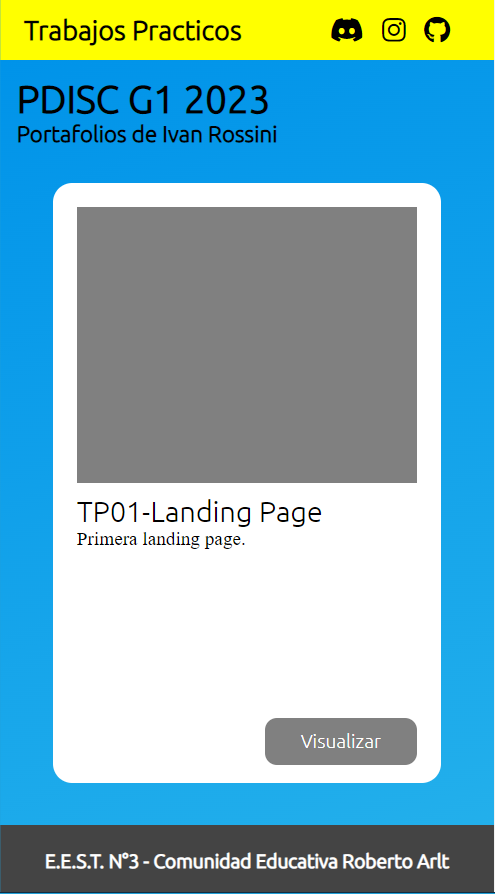 Trabajos Practicos
PDISC G1 2023
Portafolios de Ivan Rossini
TP01-Landing Page
Primera landing page.
Visualizar
E.E.S.T. N°3 - Comunidad Educativa Roberto Arlt